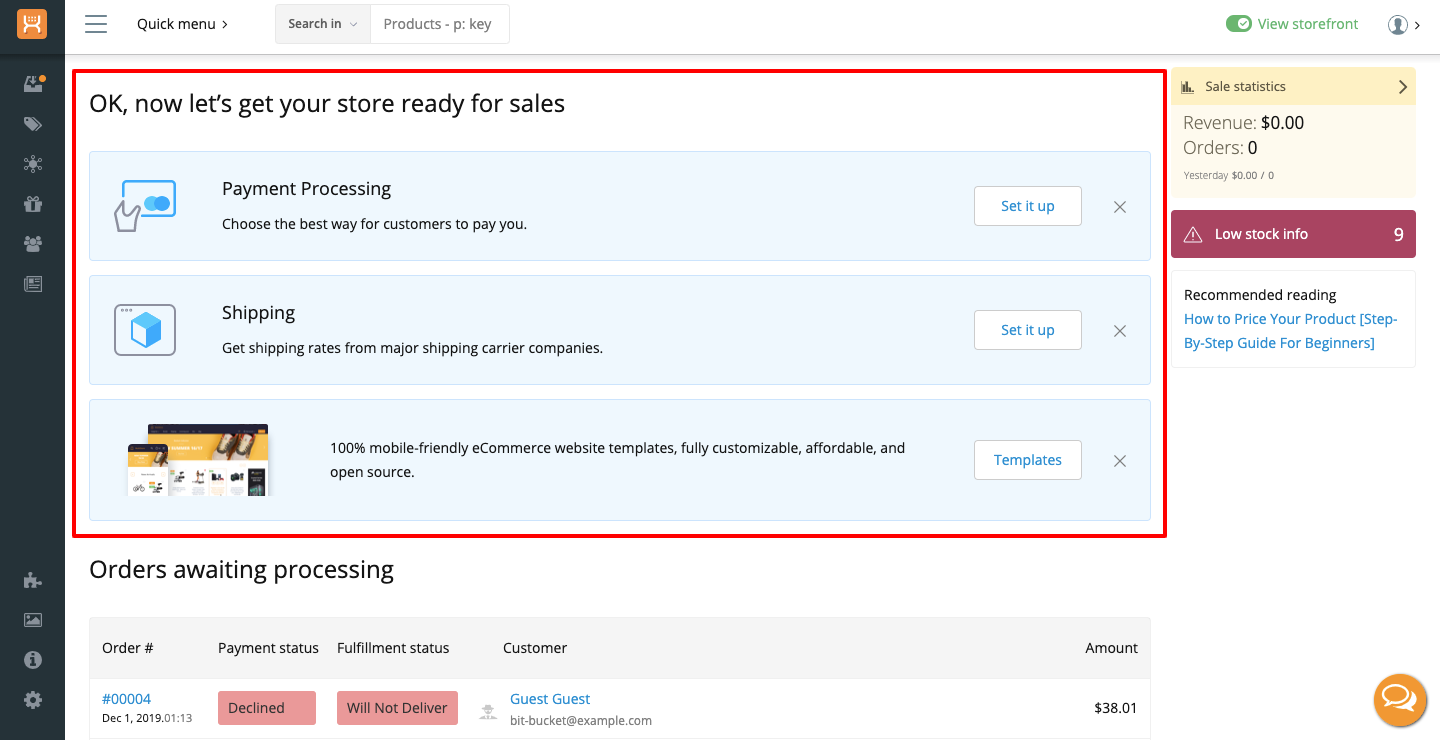 Quick menu
Search in
Products - p: key
View storefront
OK, now let’s get your store ready for sales
Payment Processing
Choose the best way for customers to pay you.
Set it up
Shipping
Get shipping rates from major shipping carrier companies.
Set it up
100% mobile-friendly eCommerce website templates, fully customizable, affordable, and
open source.
Templates
Sale statistics
Revenue: $0.00
Orders: 0
Yesterday $0.00 / 0
Low stock info 9
Recommended reading
How to Price Your Product [Step-
By-Step Guide For Beginners]
Orders awaiting processing
Order # Payment status Fulfillment status Customer Amount
#00004 Declined Will Not Deliver Guest Guest $38.01
Dec 1, 2019.01:13 bit-bucket@example.com